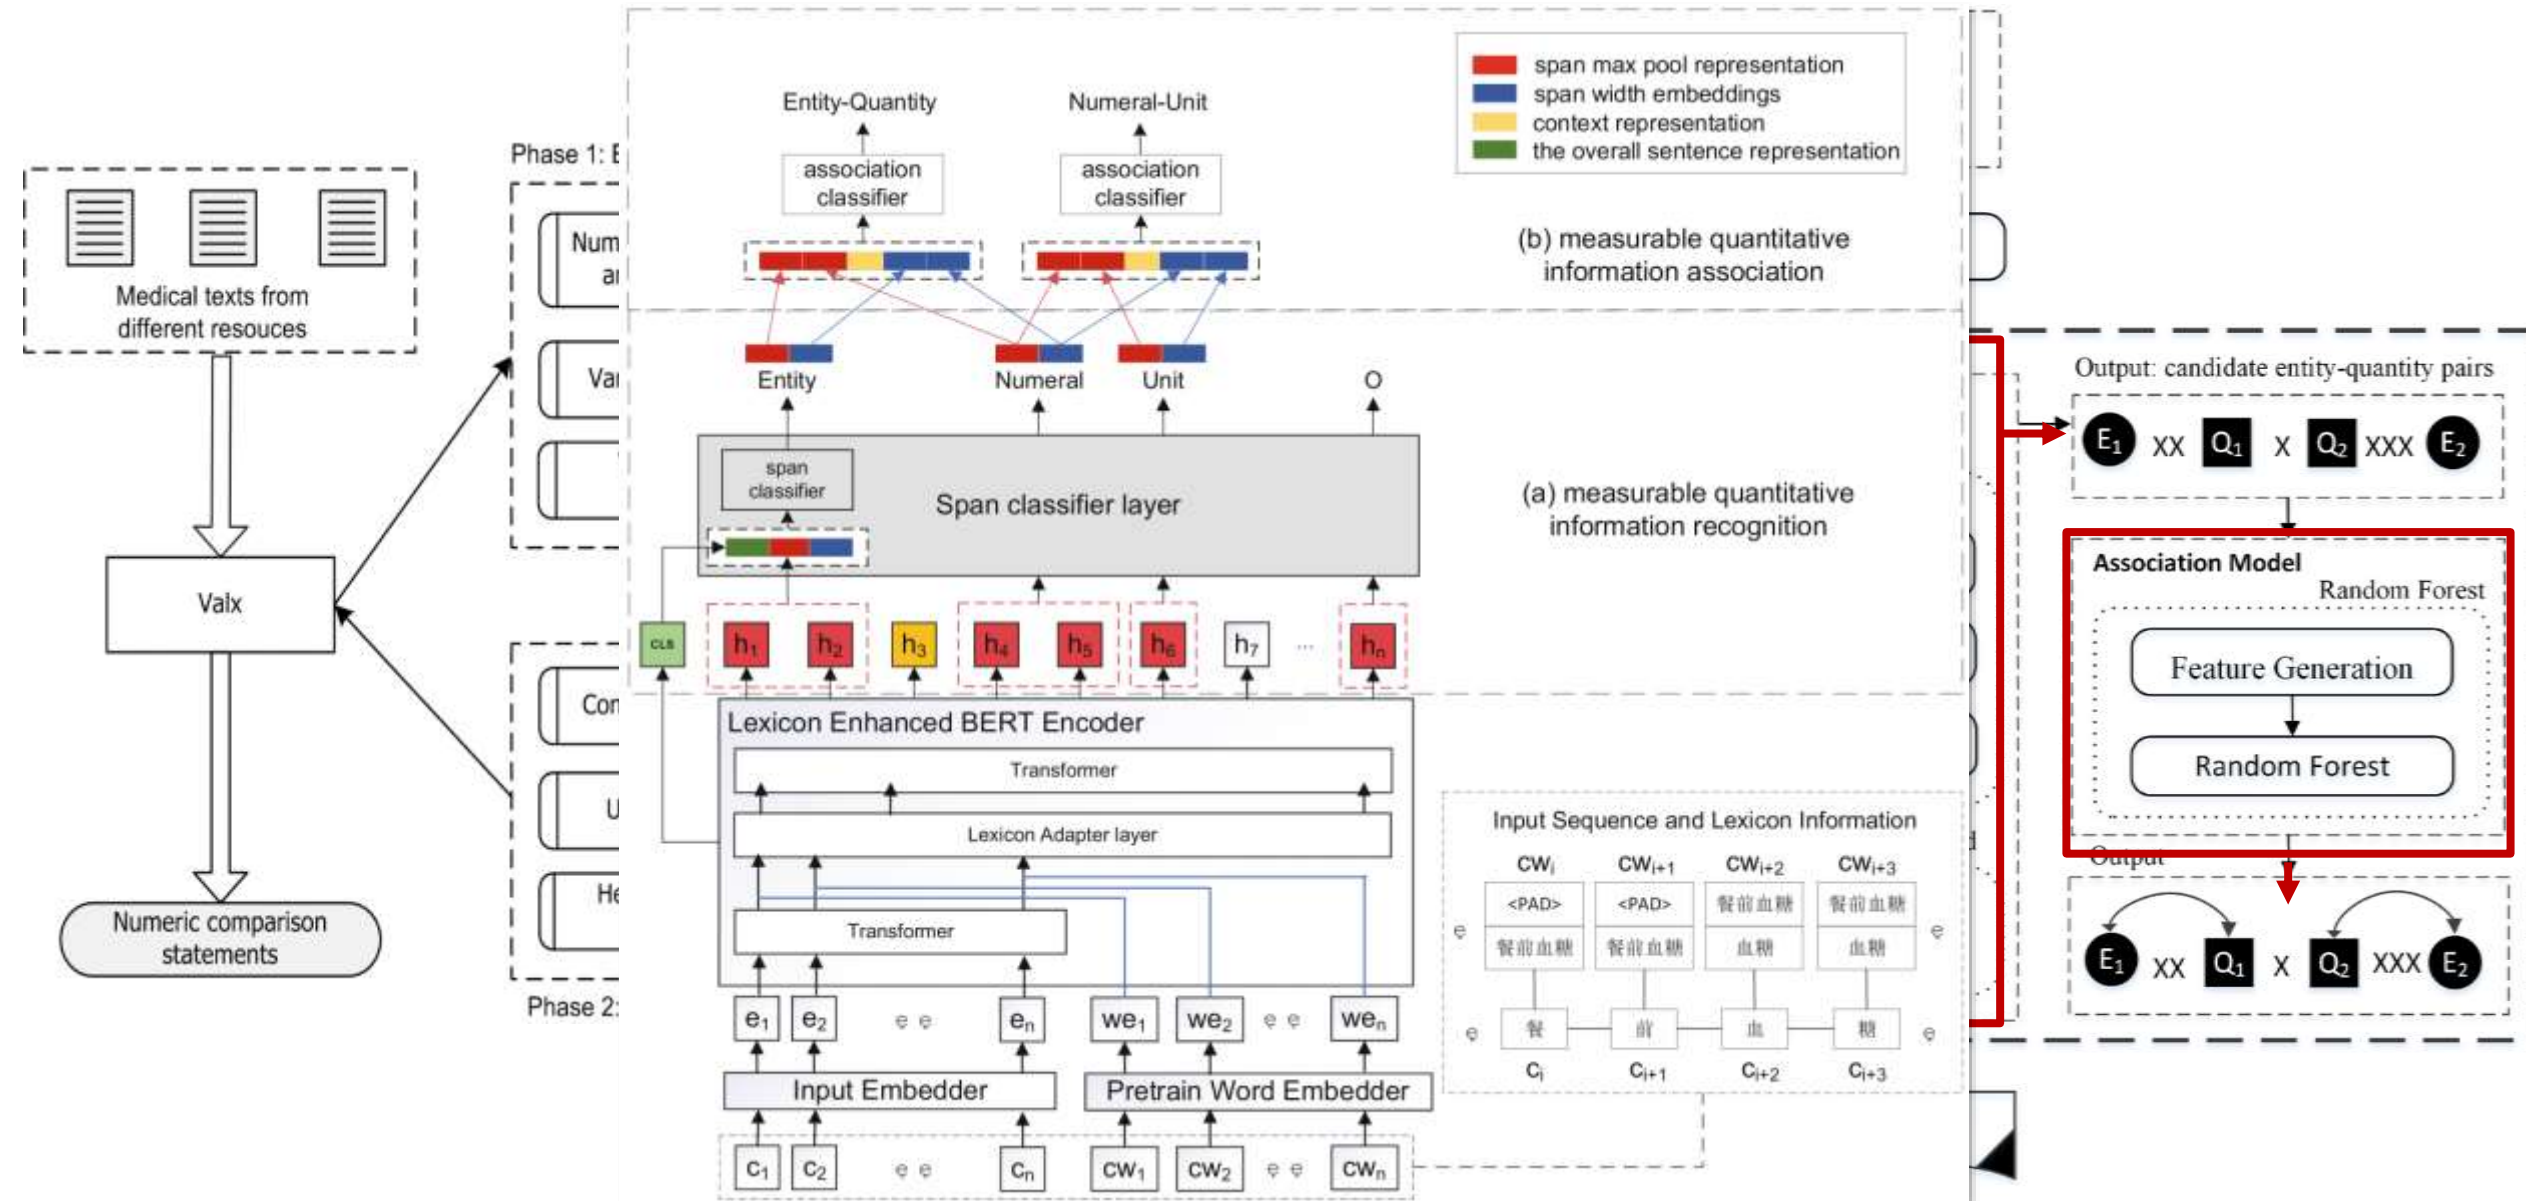 Medical texts from
different resouces
Valx
Numeric comparison
statements
Phase 1:
Phase 2:
Entity-Quantity
Numeral-Unit
association
classifier
association
classifier
span max pool representation
span width embeddings
context representation
the overall sentence representation
(b) measurable quantitative
information association
Entity
Numeral
Unit
O
span
classifier
Span classifier layer
(a) measurable quantitative
information recognition
CLS
h1
h2
h3
h4
h5
h6
h7
...
hn
Lexicon Enhanced BERT Encoder
Transformer
Lexicon Adapter layer
Transformer
e1
e2
e e
en
we1
we2
e e
wen
Input Embedder
Pretrain Word Embedder
c1
c2
e e
cn
cw1
cw2
e e
cwn
Input Sequence and Lexicon Information
cwi
cwi+1
cwi+2
cwi+3
<PAD>
<PAD>
餐前血糖
餐前血糖
e
餐前血糖
餐前血糖
血糖
血糖
e
e
餐
前
血
糖
e
ci
ci+1
ci+2
ci+3
Output: candidate entity-quantity pairs
E1 XX Q1 X Q2 XXX E2
Association Model
Random Forest
Feature Generation
Random Forest
Output
E1 XX Q1 X Q2 XXX E2